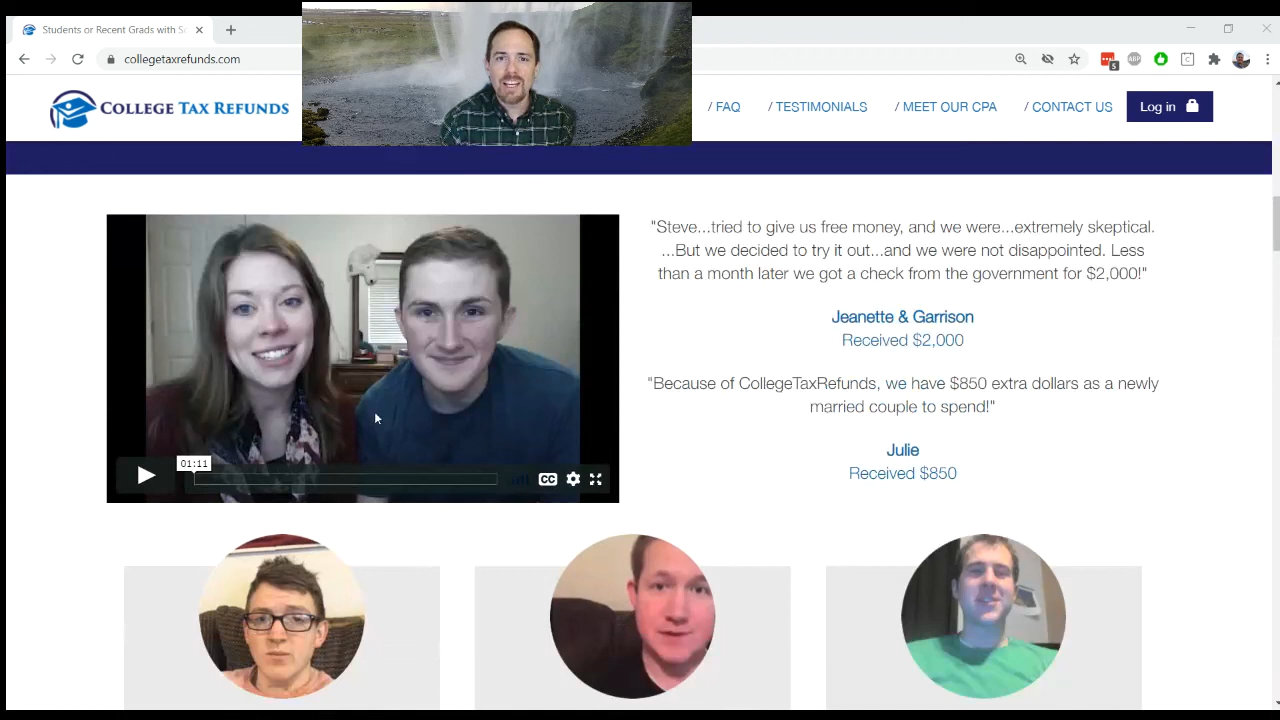 Students or Recent Grads with S
collegetaxrefunds.com
5
ABP
COLLEGE TAX REFUNDS
/ FAQ
/ TESTIMONIALS
/ MEET OUR CPA
/ CONTACT US
Log in
"Steve...tried to give us free money, and we were...extremely skeptical.
...But we decided to try it out...and we were not disappointed. Less
than a month later we got a check from the government for $2,000!"
Jeanette & Garrison
Received $2,000
"Because of CollegeTaxRefunds, we have $850 extra dollars as a newly
married couple to spend!"
Julie
Received $850
01:11
CC